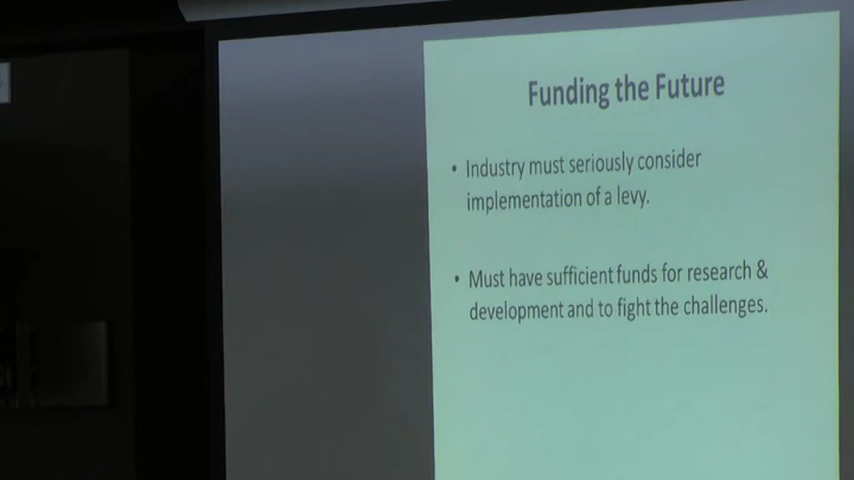 Funding the Future
• Industry must seriously consider
implementation of a levy.
• Must have sufficient funds for research &
development and to fight the challenges.